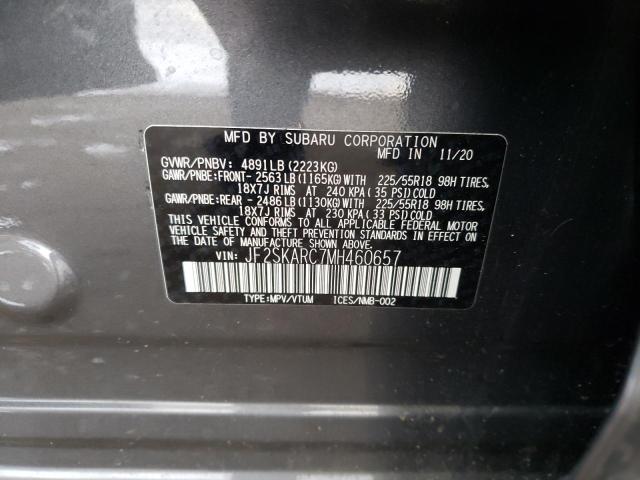 MFD BY SUBARU CORPORATION
MFD IN 11/20
GVWR/PNBV: 4891LB(2223KG)
GAWR/PNBE:FRONT- 2563LB(1165KG)WITH 225/55R18 98H TIRES,
18X7J RIMS AT 240 KPA(35 PSI)COLD
GAWR/PNBE:REAR - 2486LB(1130KG)WITH 225/55R18 98H TIRES,
18X7J RIMS AT 230 KPA(33 PSI)COLD
THIS VEHICLE CONFORMS TO ALL APPLICABLE FEDERAL MOTOR
VEHICLE SAFETY AND THEFT PREVENTION STANDARDS IN EFFECT
ON THE DATE OF MANUFACTURE SHOWN ABOVE.
VIN: JF2SKARC7MH460657
TYPE:MPV/VTUM ICES/NMB-002